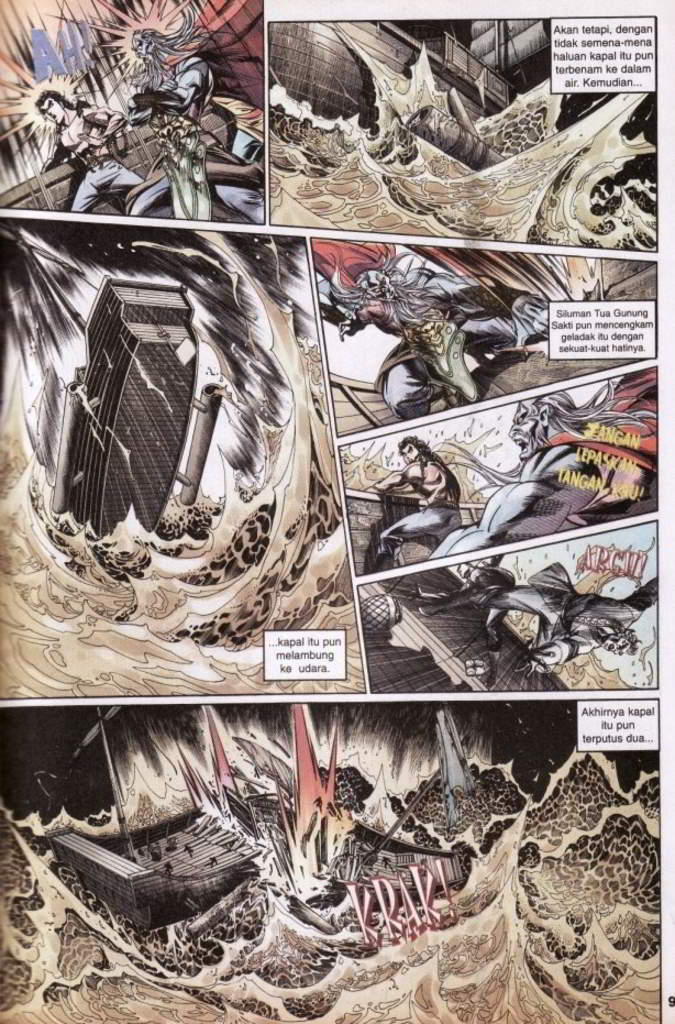 AH!
Akan tetapi, dengan
tidak semena-mena
haluan kapal itu pun
terbenam ke dalam
air. Kemudian...
...kapal itu pun
melambung
ke udara.
Siluman Tua Gunung
Sakti pun mencengkam
geladak itu dengan
sekuat-kuat hatinya.
JANGAN
LEPASKAN
TANGAN KAU!
ARGH!!
Akhirnya kapal
itu pun
terputus dua...
KRAK!
9